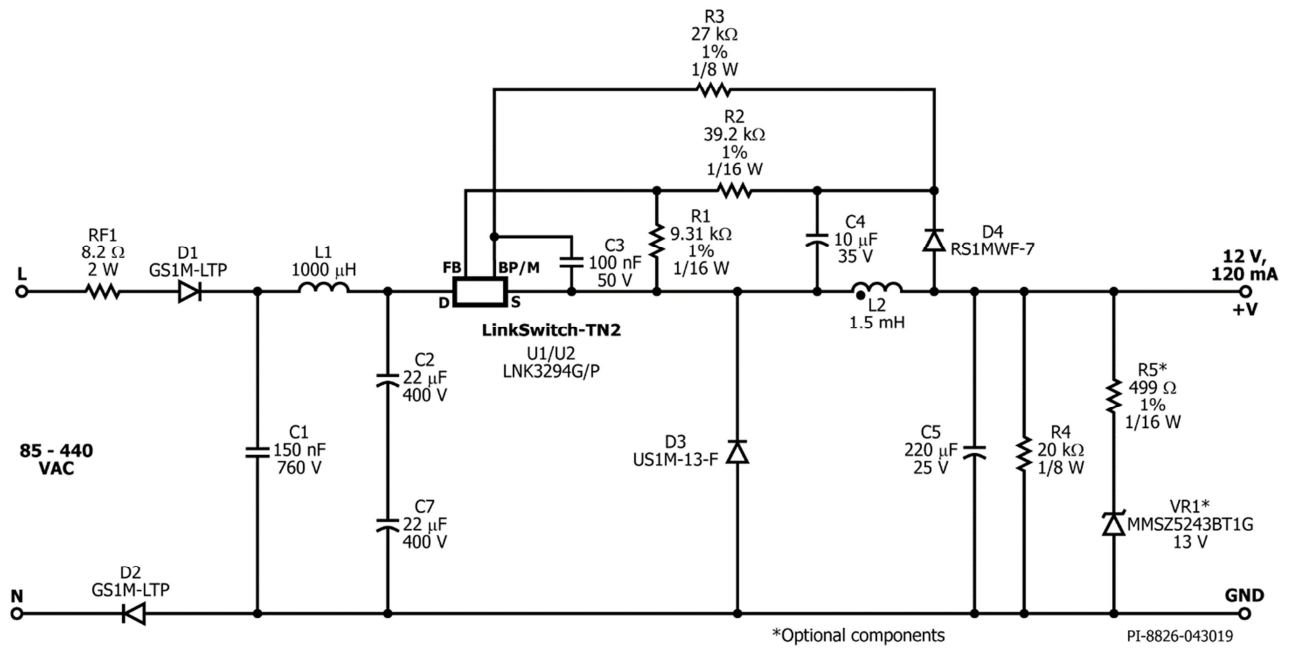 R3
27 kΩ
1%
1/8 W
R2
39.2 kΩ
1%
1/16 W
RF1
8.2 Ω
2 W
D1
GS1M-LTP
L1
1000 µH
FB
BP/M
D
S
C3
100 nF
50 V
R1
9.31 kΩ
1%
1/16 W
C4
10 µF
35 V
D4
RS1MWF-7
L
12 V,
120 mA
+V
L2
1.5 mH
LinkSwitch-TN2
U1/U2
LNK3294G/P
C2
22 µF
400 V
R5*
499 Ω
1%
1/16 W
85 - 440
VAC
C1
150 nF
760 V
D3
US1M-13-F
C5
220 µF
25 V
R4
20 kΩ
1/8 W
C7
22 µF
400 V
VR1*
MMSZ5243BT1G
13 V
D2
GS1M-LTP
N
GND
*Optional components
PI-8826-043019